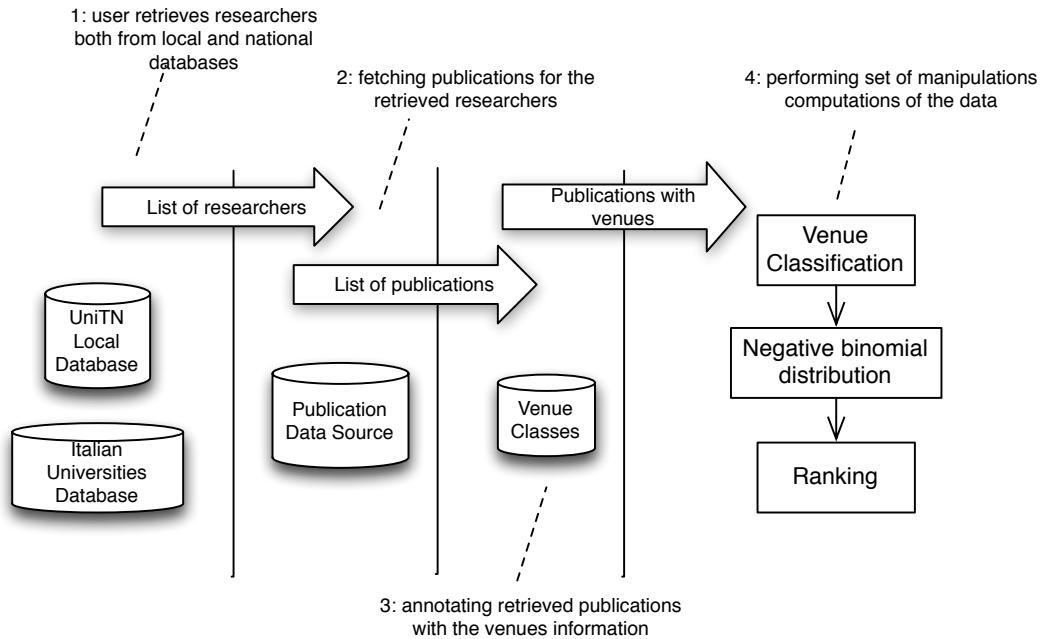 1: user retrieves researchers
both from local and national
databases
2: fetching publications for the
retrieved researchers
4: performing set of manipulations
computations of the data
List of researchers
Publications with
venues
List of publications
Venue
Classification
UniTN
Local
Database
Negative binomial
distribution
Publication
Data Source
Venue
Classes
Italian
Universities
Database
Ranking
3: annotating retrieved publications
with the venues information